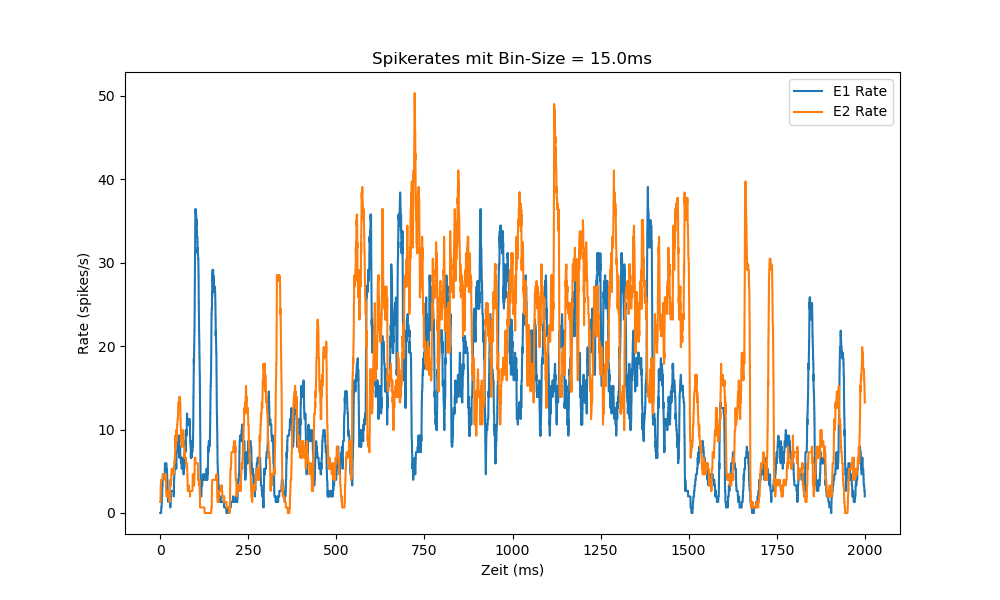 Spikerates mit Bin-Size = 15.0ms
E1 Rate
E2 Rate
50
40
30
20
10
0
Rate (spikes/s)
0 250 500 750 1000 1250 1500 1750 2000
Zeit (ms)